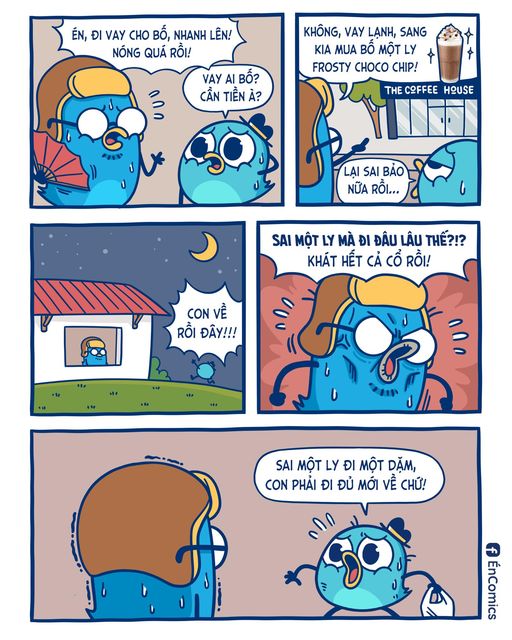 ÉN, ĐI VAY CHO BỐ, NHANH LÊN!
NÓNG QUÁ RỒI!
VAY AI BỐ?
CẦN TIỀN À?
KHÔNG, VAY LẠNH, SANG
KIA MUA BỐ MỘT LY
FROSTY CHOCO CHIP!
THE COFFEE HOUSE
LẠI SAI BẢO
NỮA RỒI...
CON VỀ
RỒI ĐÂY!!!
SAI MỘT LY MÀ ĐI ĐÂU LÂU THẾ?!?
KHÁT HẾT CẢ CỔ RỒI!
SAI MỘT LY ĐI MỘT DẶM,
CON PHẢI ĐI ĐỦ MỚI VỀ CHỨ!
ÉnComics